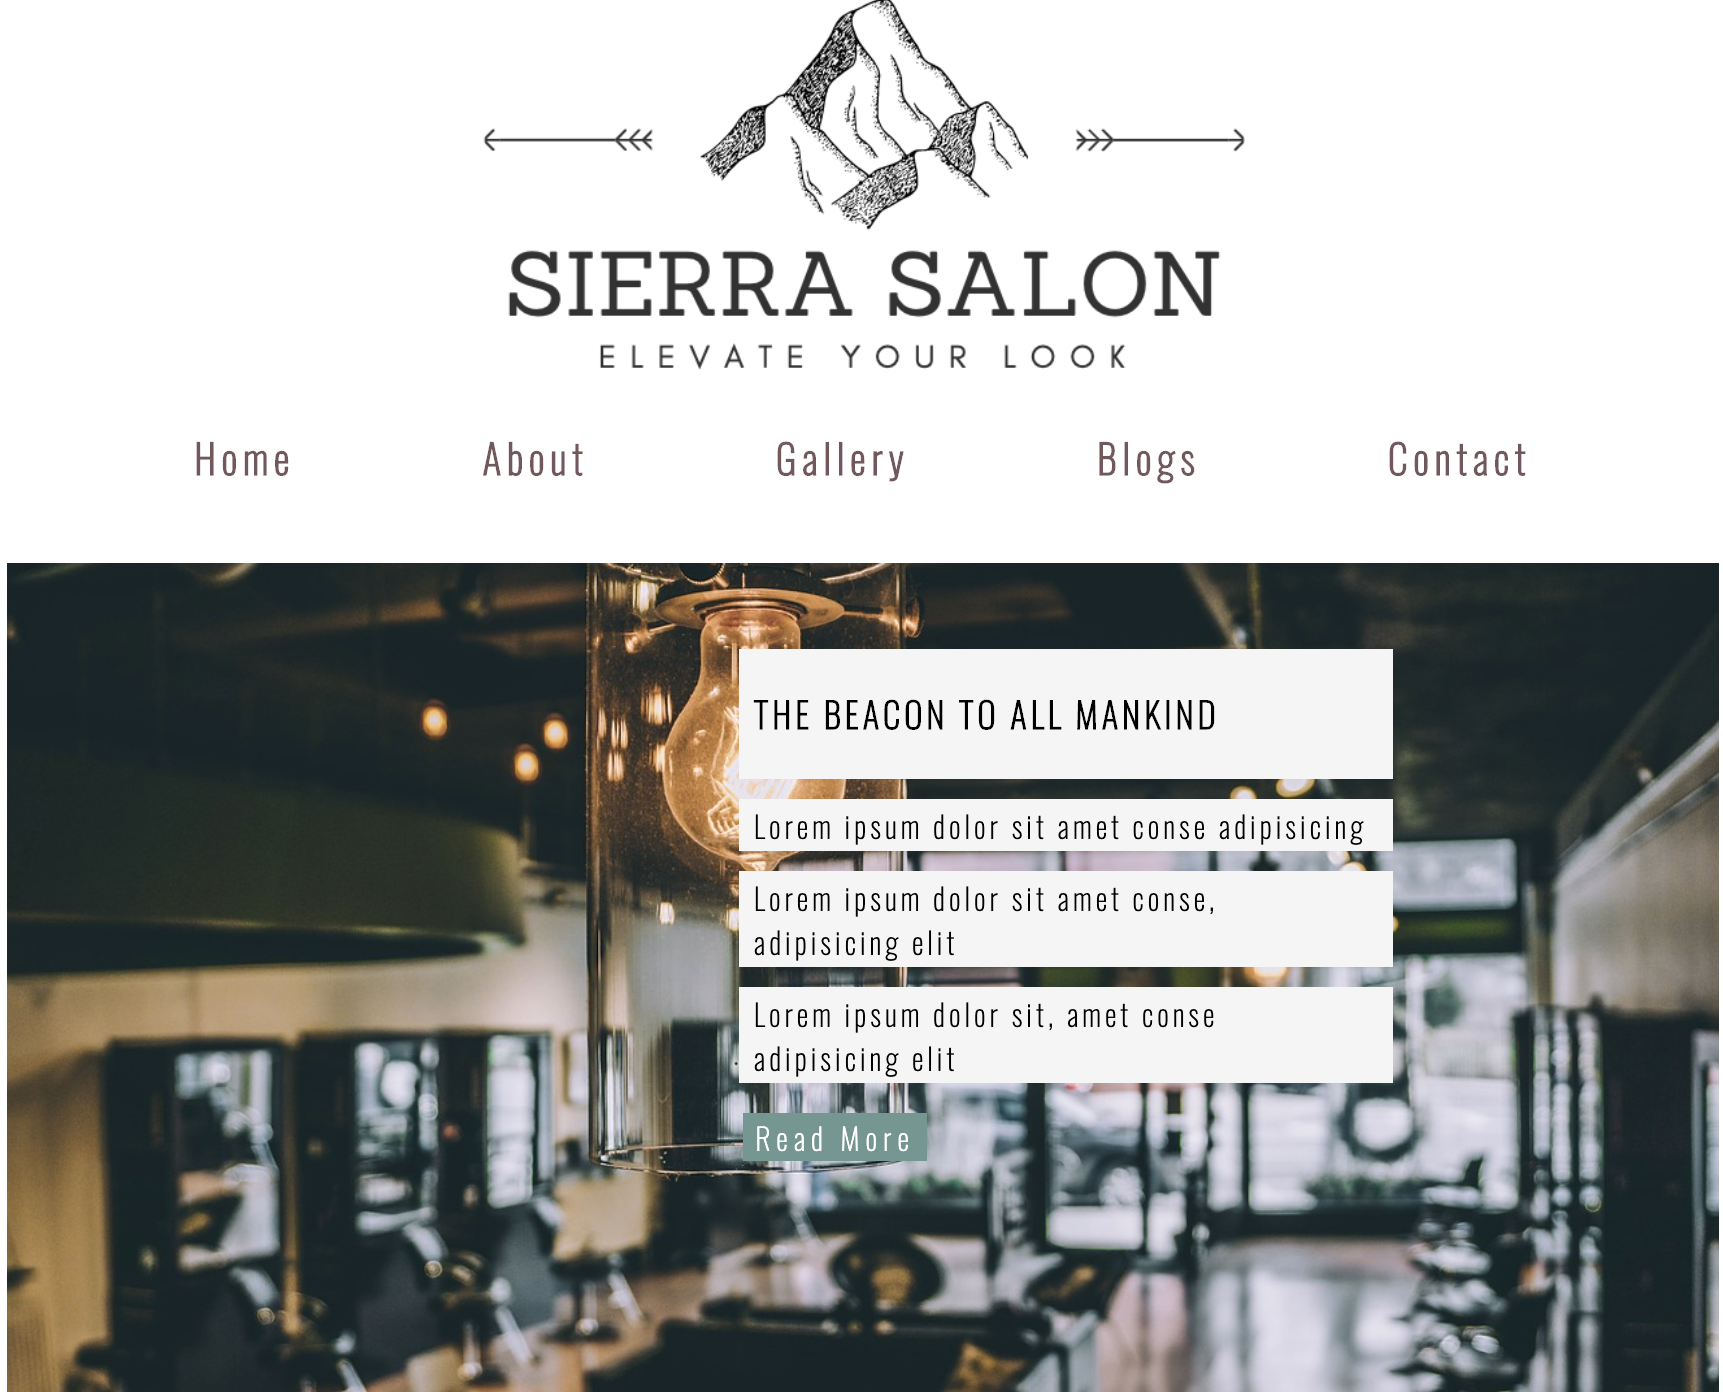 SIERRA SALON
ELEVATE YOUR LOOK
Home About Gallery Blogs Contact
THE BEACON TO ALL MANKIND
Lorem ipsum dolor sit amet conse adipisicing
Lorem ipsum dolor sit amet conse,
adipisicing elit
Lorem ipsum dolor sit, amet conse
adipisicing elit
Read More